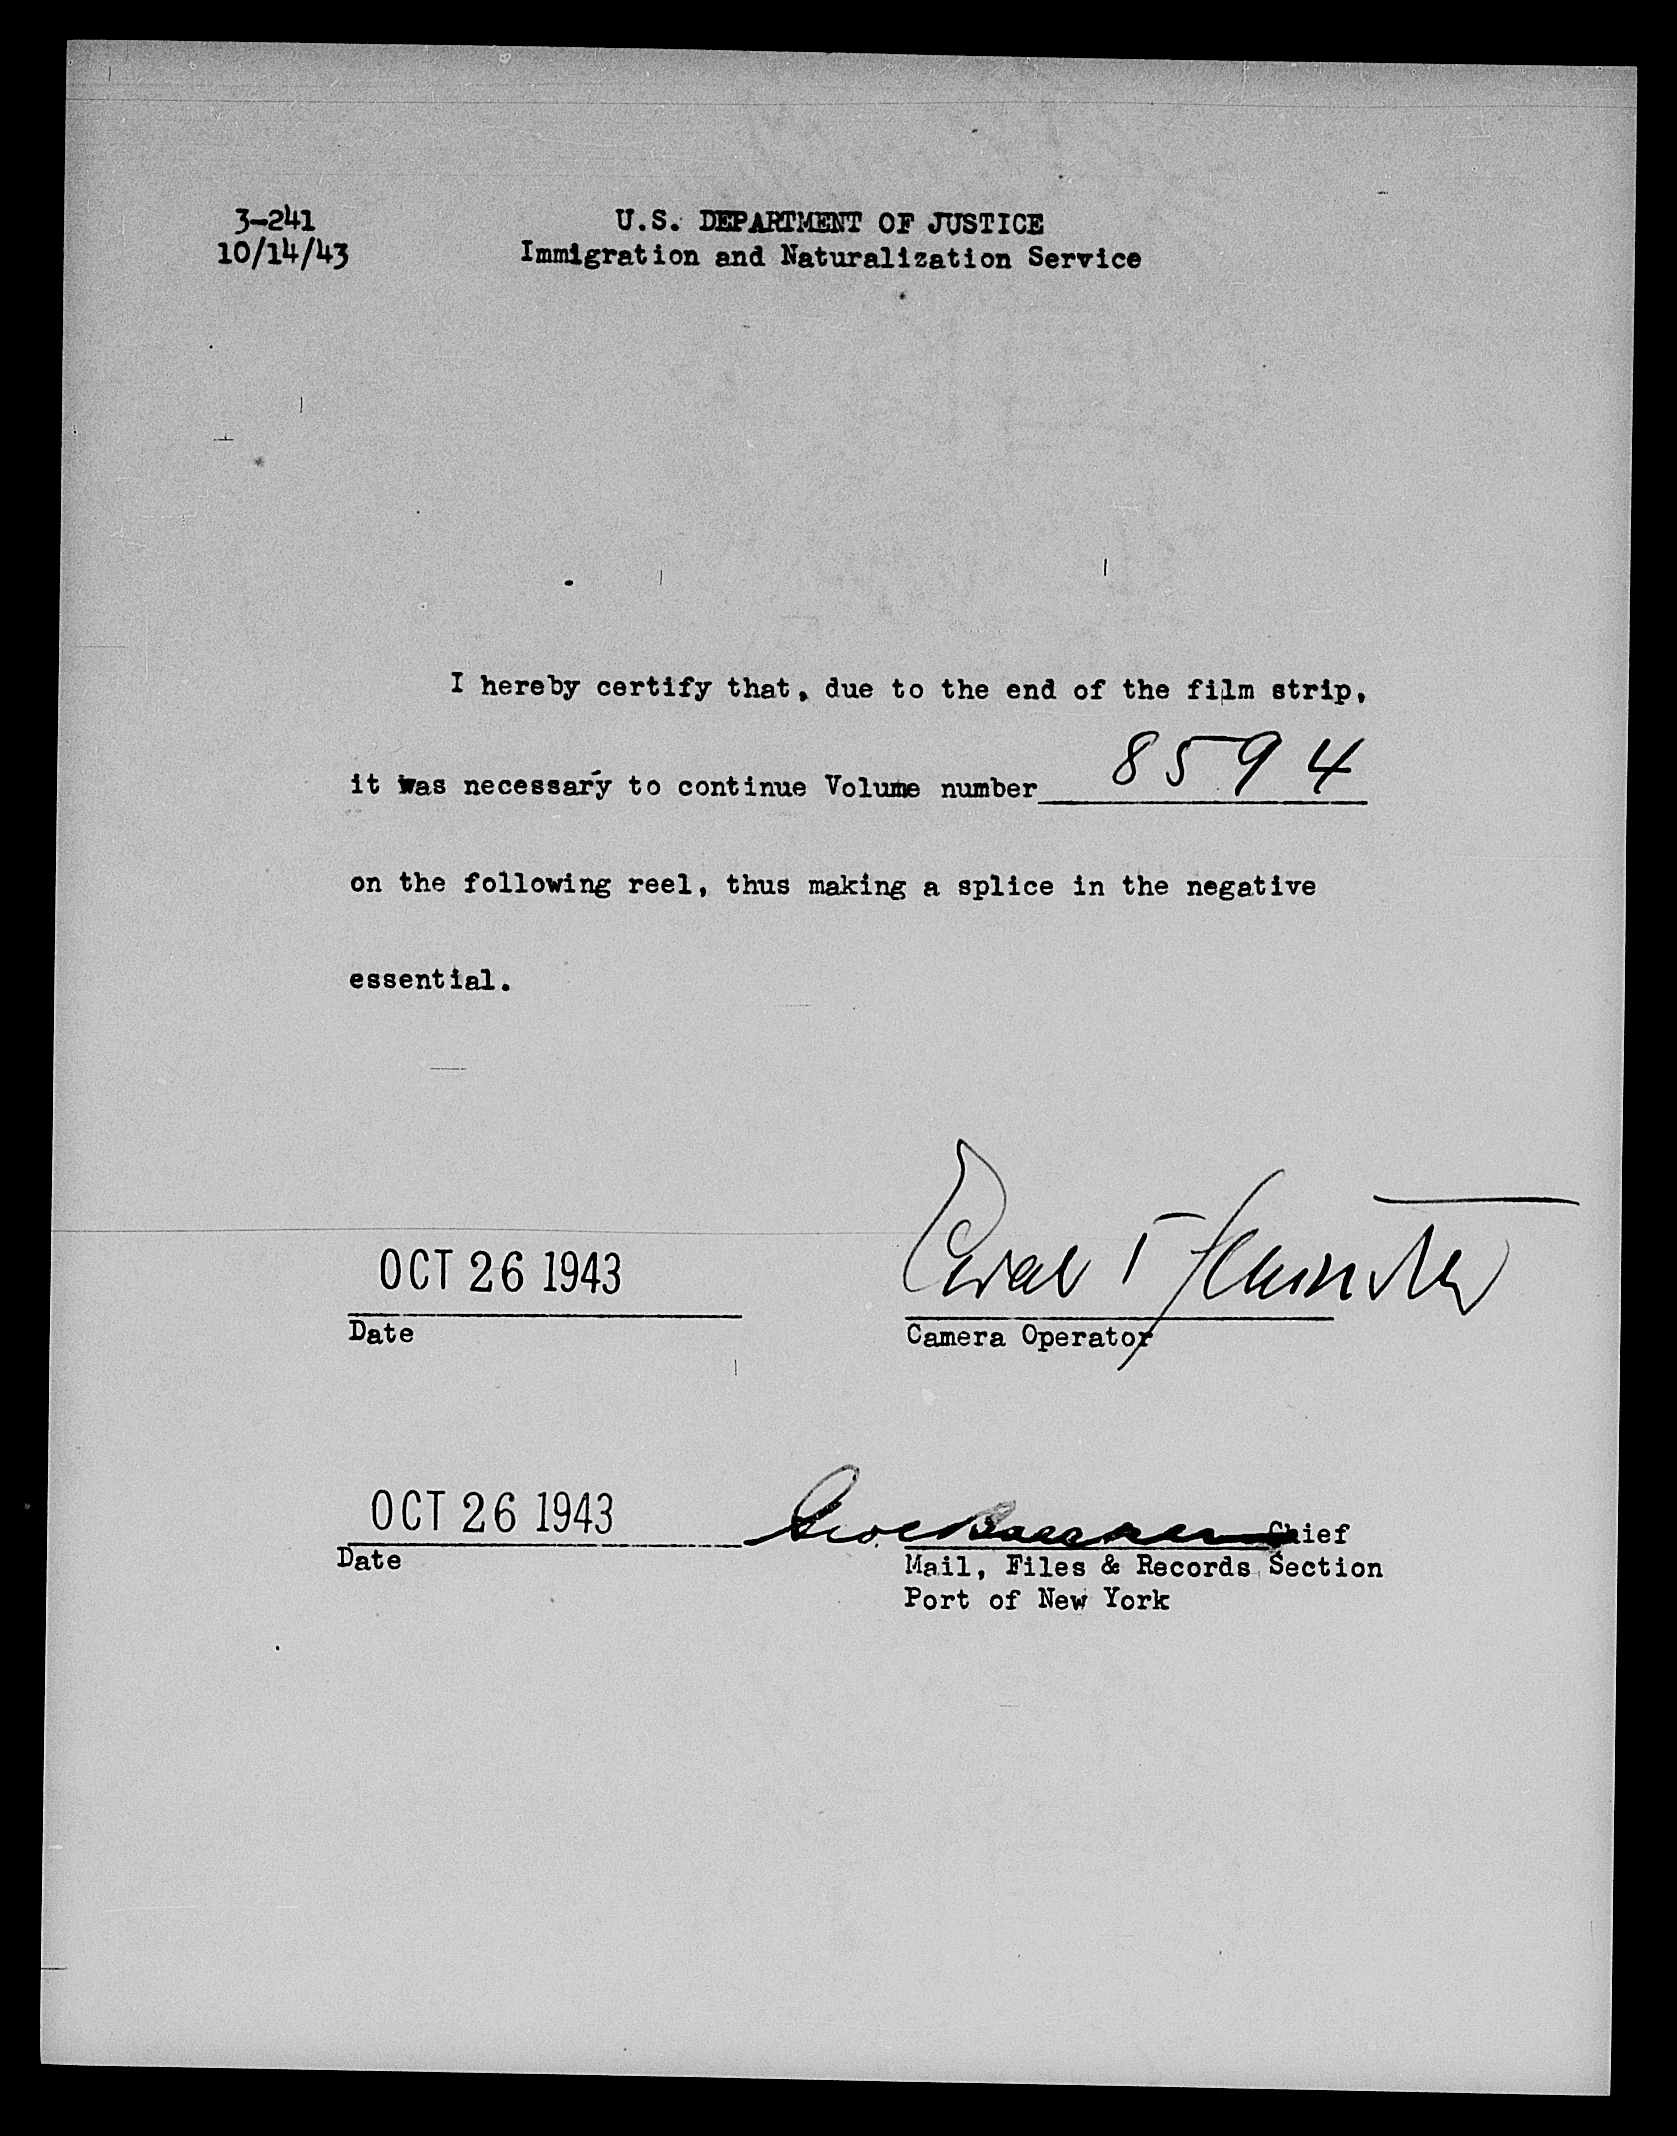 3-241
10/14/43
U.S. DEPARTMENT OF JUSTICE
Immigration and Naturalization Service
I hereby certify that, due to the end of the film strip,
it was necessary to continue Volume number 8594
on the following reel, thus making a splice in the negative
essential.
OCT 26 1943
Date
Camera Operator
OCT 26 1943
Date
Chief
Mail, Files & Records Section
Port of New York